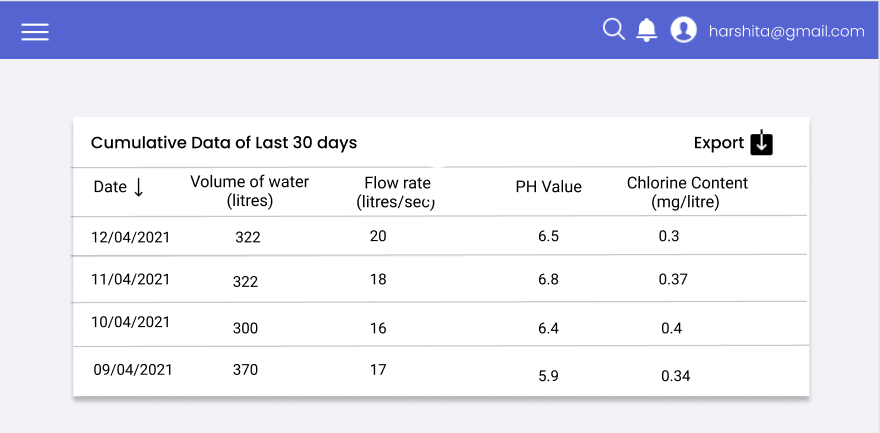 harshita@gmail.com
Cumulative Data of Last 30 days Export
Date Volume of water (litres) Flow rate (litres/sec) PH Value Chlorine Content (mg/litre)
12/04/2021 322 20 6.5 0.3
11/04/2021 322 18 6.8 0.37
10/04/2021 300 16 6.4 0.4
09/04/2021 370 17 5.9 0.34